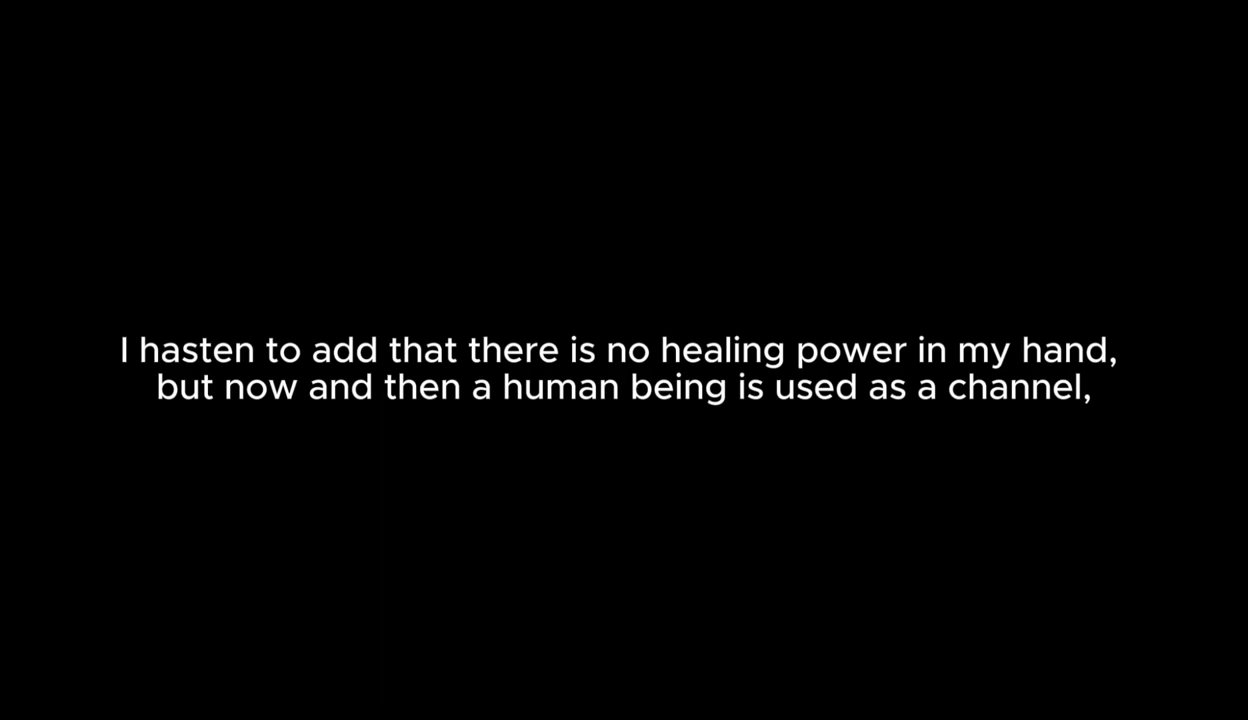 I hasten to add that there is no healing power in my hand,
but now and then a human being is used as a channel,